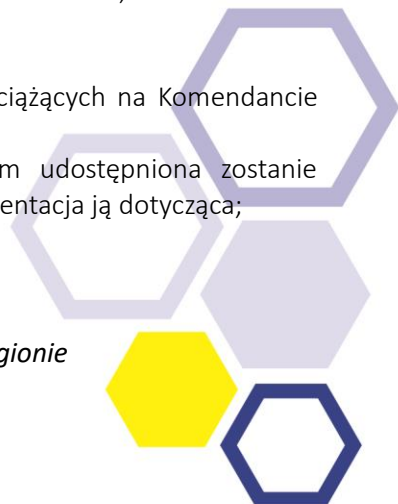 ciążących na Komendancie
m udostępniona zostanie
entacja ją dotycząca;
gionie